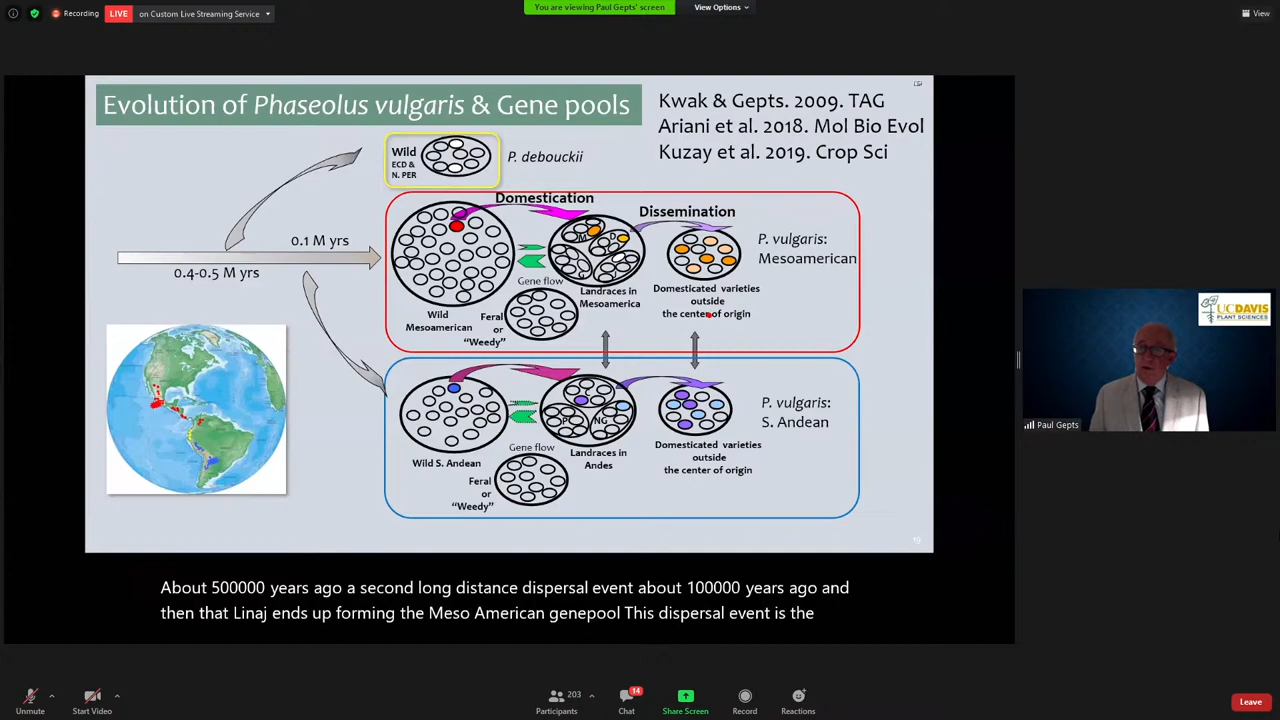 Recording
LIVE
on Custom Live Streaming Service
You are viewing Paul Gepts' screen
View Options
View
Evolution of Phaseolus vulgaris & Gene pools
Kwak & Gepts. 2009. TAG
Ariani et al. 2018. Mol Bio Evol
Kuzay et al. 2019. Crop Sci
Wild
ECD &
N. PER
P. debouckii
Domestication
Dissemination
0.1 M yrs
0.4-0.5 M yrs
M
D
G
P. vulgaris:
Mesoamerican
Gene flow
Landraces in
Mesoamerica
Domesticated varieties
outside
the center of origin
Wild
Mesoamerican
Feral
or
"Weedy"
P
NG
P. vulgaris:
S. Andean
Gene flow
Landraces in
Andes
Domesticated varieties
outside
the center of origin
Wild S. Andean
Feral
or
"Weedy"
19
UCDAVIS
PLANT SCIENCES
Paul Gepts
About 500000 years ago a second long distance dispersal event about 100000 years ago and
then that Linaj ends up forming the Meso American genepool This dispersal event is the
Unmute
Start Video
203
Participants
14
Chat
Share Screen
Record
Reactions
Leave